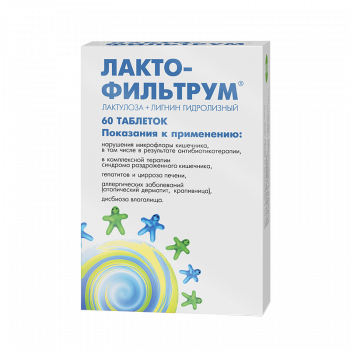 ЛАКТО-
ФИЛЬТРУМ®
ЛАКТУЛОЗА + ЛИГНИН ГИДРОЛИЗНЫЙ
60 ТАБЛЕТОК
Показания к применению:
нарушения микрофлоры кишечника,
в том числе в результате антибиотикотерапии,
в комплексной терапии
синдрома раздраженного кишечника,
гепатитов и цирроза печени,
аллергических заболеваний
(атопический дерматит, крапивница),
дисбиоза влагалища.